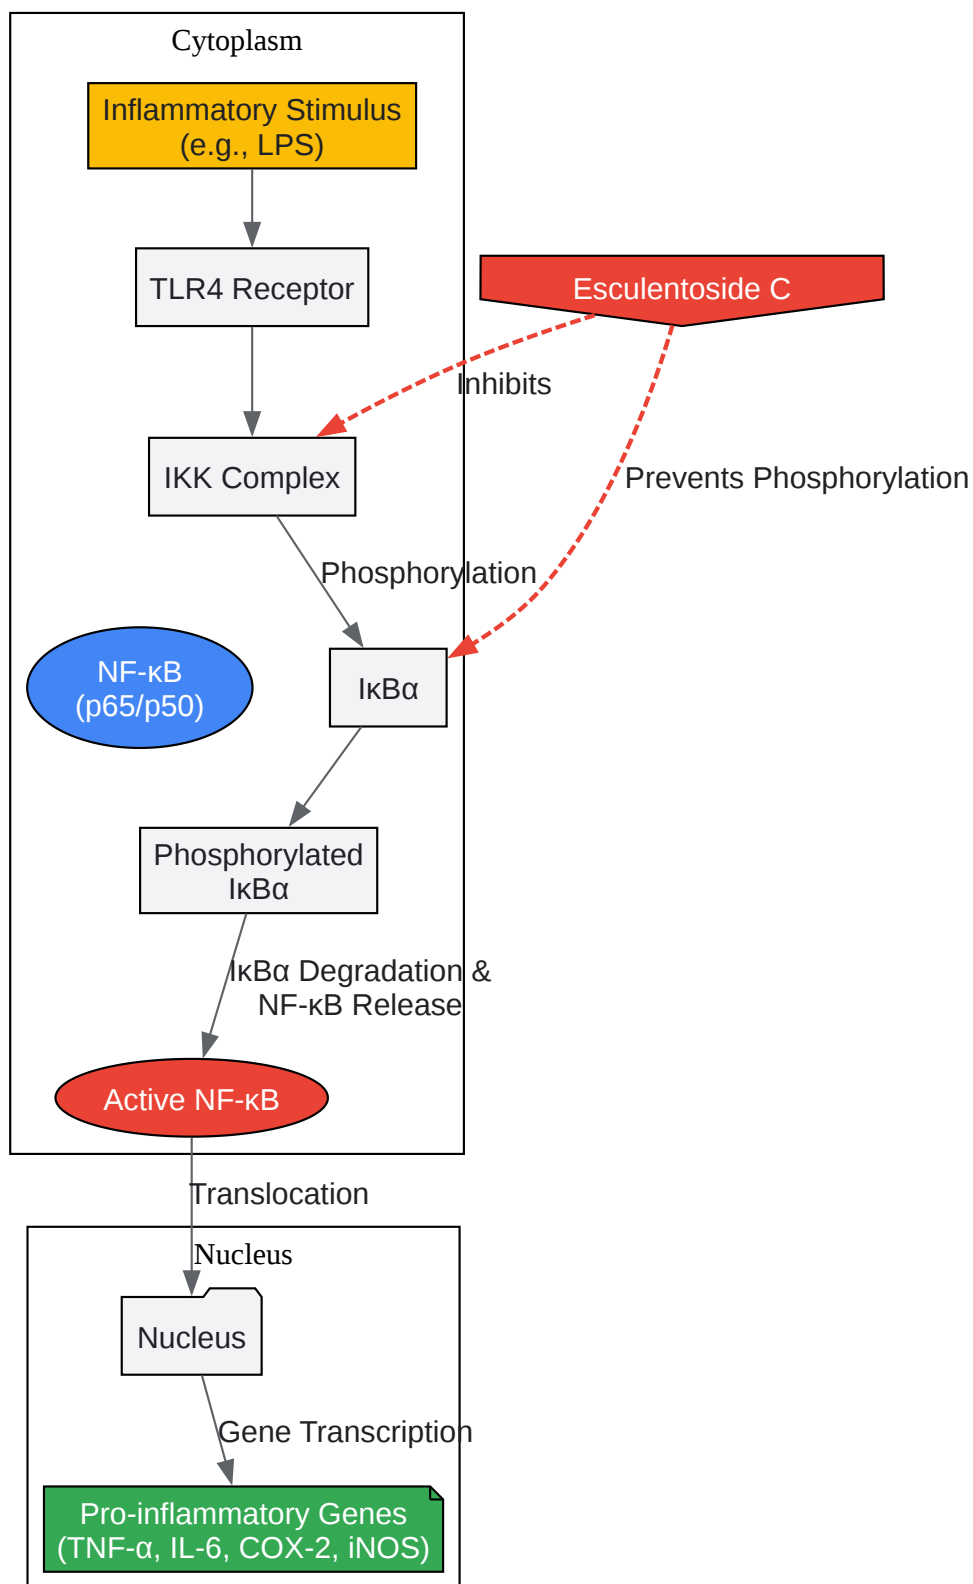 Cytoplasm
Inflammatory Stimulus
(e.g., LPS)
TLR4 Receptor
Esculentoside C
Inhibits
IKK Complex
Prevents Phosphorylation
Phosphorylation
NF-κB
(p65/p50)
IκBα
Phosphorylated
IκBα
IκBα Degradation &
NF-κB Release
Active NF-κB
Translocation
Nucleus
Nucleus
Gene Transcription
Pro-inflammatory Genes
(TNF-α, IL-6, COX-2, iNOS)